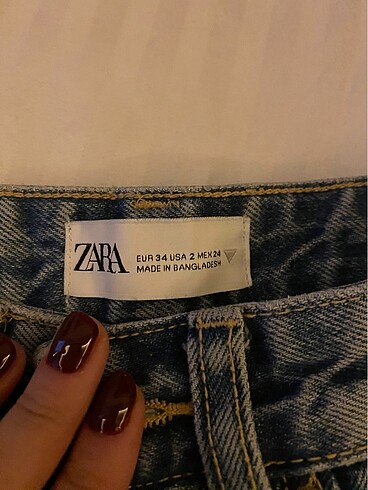 ZARA
EUR 34 USA 2 MEX 24
MADE IN BANGLADESH